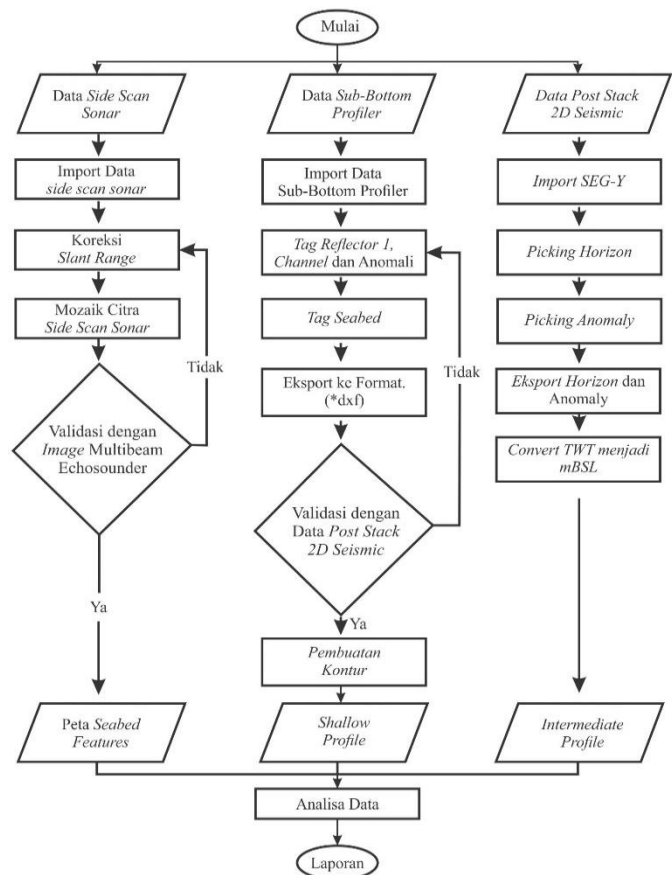 Mulai
Data Side Scan
Sonar
Import Data
side scan sonar
Koreksi
Slant Range
Mozaik Citra
Side Scan Sonar
Tidak
Validasi dengan
Image Multibeam
Echosounder
Ya
Peta Seabed
Features
Data Sub-Bottom
Profiler
Import Data
Sub-Bottom Profiler
Tag Reflector 1,
Channel dan Anomali
Tag Seabed
Eksport ke Format.
(*dxf)
Tidak
Validasi dengan
Data Post Stack
2D Seismic
Ya
Pembuatan
Kontur
Shallow
Profile
Data Post Stack
2D Seismic
Import SEG-Y
Picking Horizon
Picking Anomaly
Eksport Horizon dan
Anomaly
Convert TWT menjadi
mBSL
Intermediate
Profile
Analisa Data
Laporan